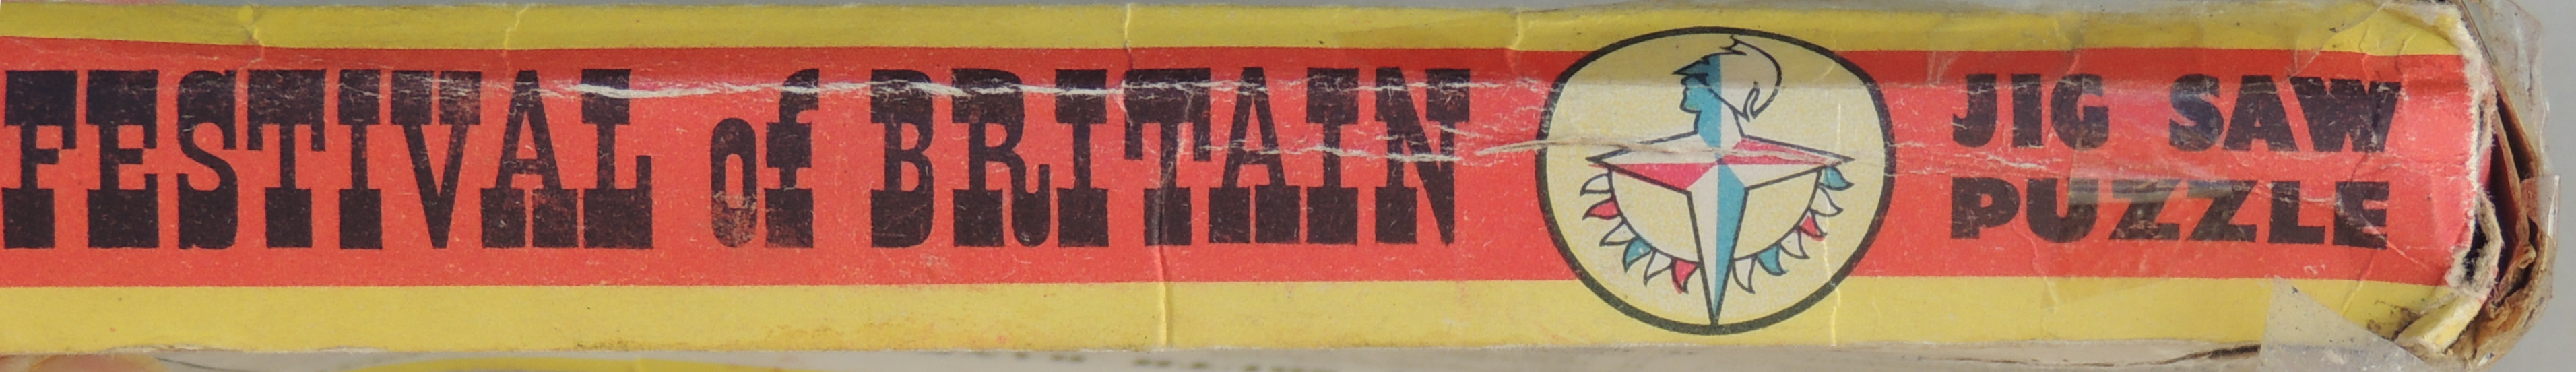 FESTIVAL of BRITAIN
JIG SAW
PUZZLE